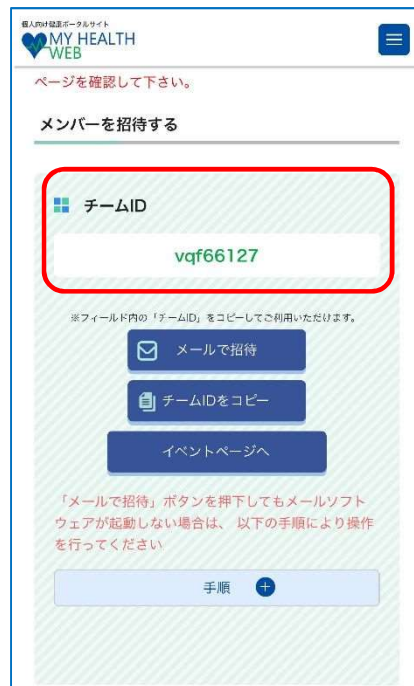 個人向け健康ポータルサイト
MY HEALTH
WEB
ページを確認して下さい。
メンバーを招待する
チームID
vqf66127
※フィールド内の「チームID」をコピーしてご利用いただけます。
メールで招待
チームIDをコピー
イベントページへ
「メールで招待」ボタンを押下してもメールソフト
ウェアが起動しない場合は、 以下の手順により操作
を行ってください
手順